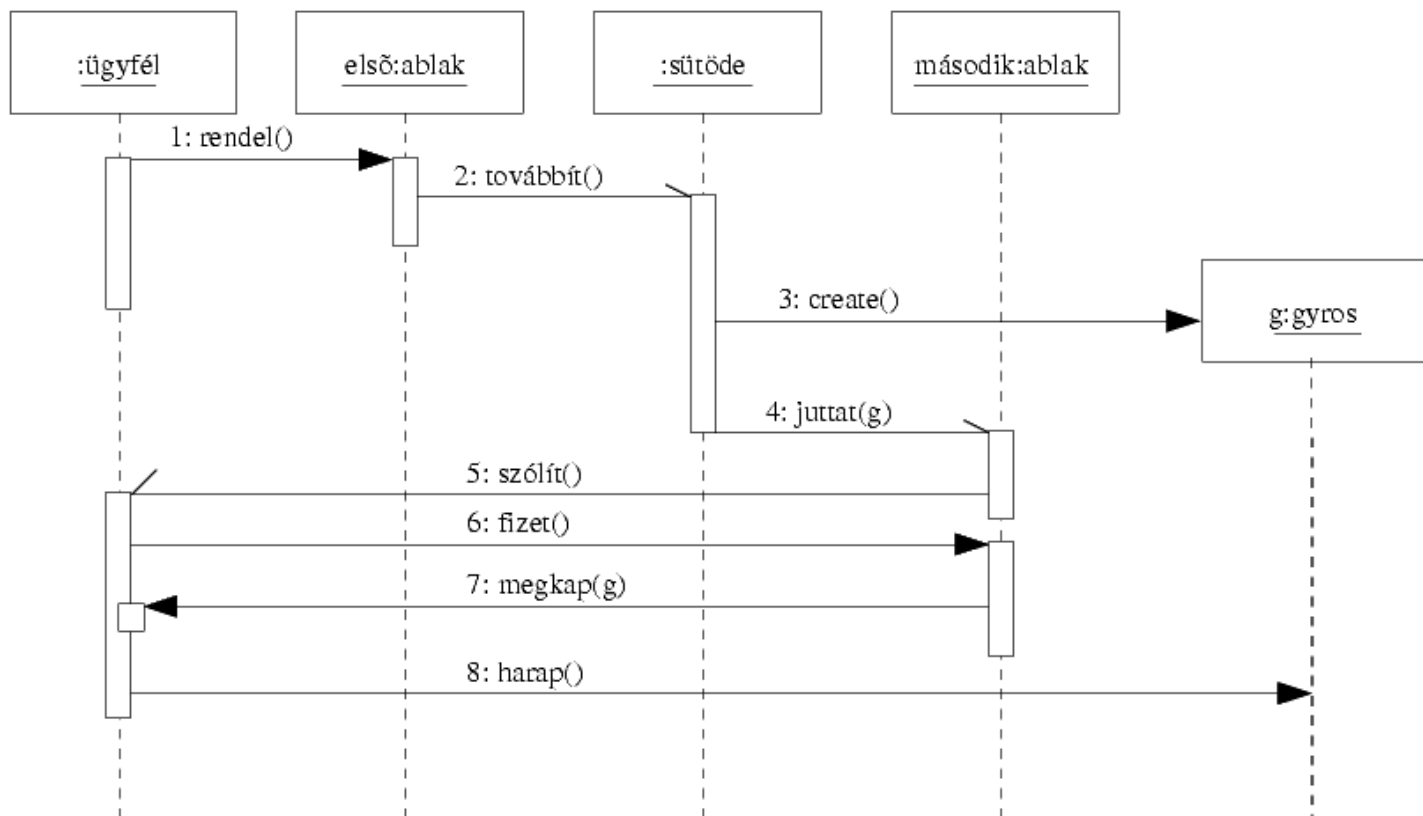 :ügyfél
elsõ:ablak
:sütöde
második:ablak
1: rendel()
2: továbbít()
3: create()
g:gyros
4: juttat(g)
5: szólít()
6: fizet()
7: megkap(g)
8: harap()